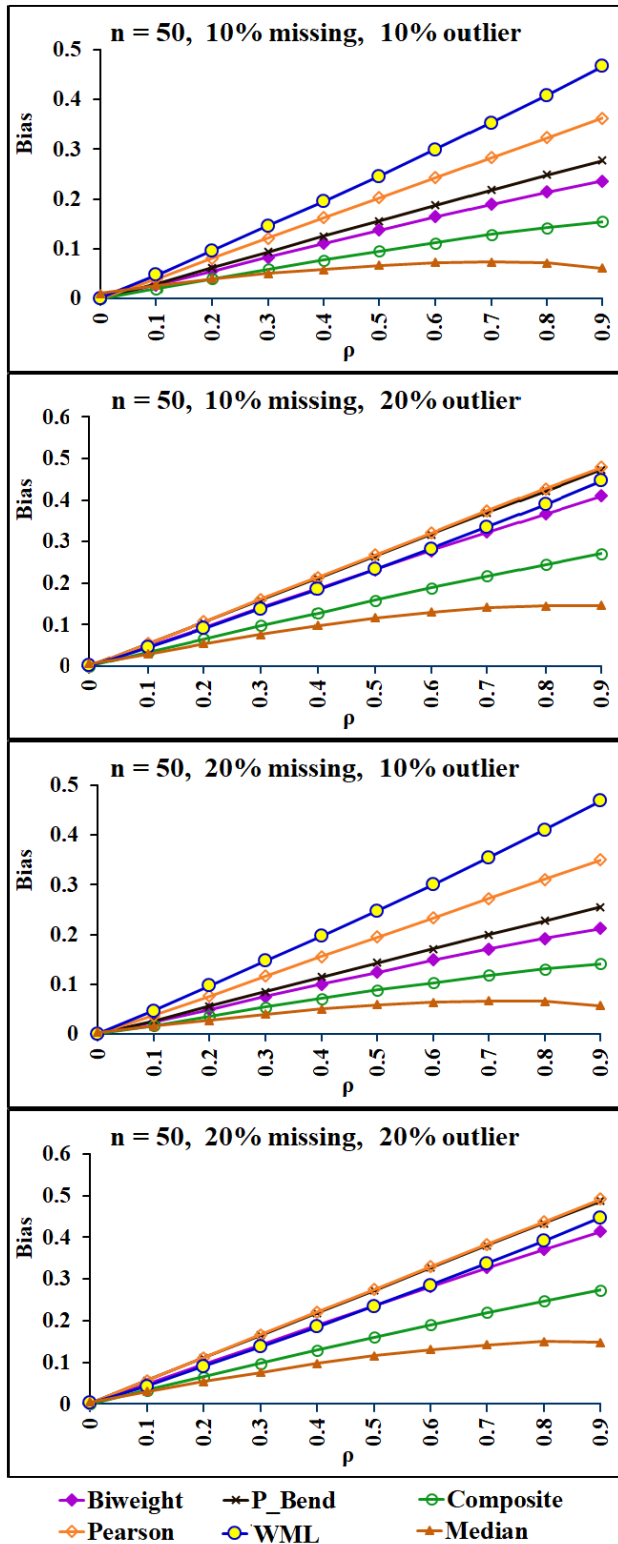 n = 50, 10% missing, 10% outlier
0.5
0.4
0.3
0.2
0.1
0
Bias
0 0.1 0.2 0.3 0.4 0.5 0.6 0.7 0.8 0.9
ρ
n = 50, 10% missing, 20% outlier
0.6
0.5
0.4
0.3
0.2
0.1
0
Bias
0 0.1 0.2 0.3 0.4 0.5 0.6 0.7 0.8 0.9
ρ
n = 50, 20% missing, 10% outlier
0.5
0.4
0.3
0.2
0.1
0
Bias
0 0.1 0.2 0.3 0.4 0.5 0.6 0.7 0.8 0.9
ρ
n = 50, 20% missing, 20% outlier
0.6
0.5
0.4
0.3
0.2
0.1
0
Bias
0 0.1 0.2 0.3 0.4 0.5 0.6 0.7 0.8 0.9
ρ
Biweight P_Bend Composite
Pearson WML Median